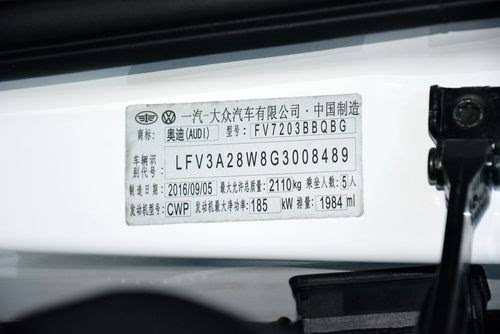 一汽-大众汽车有限公司·中国制造
商标: 奥迪(AUDI) 型号: FV7203BBQBG
车辆识别代号: LFV3A28W8G3008489
制造日期 2016/09/05 最大允许总质量: 2110kg 乘坐人数: 5人
发动机型号: CWP 发动机最大净功率: 185 kW 排量: 1984 ml